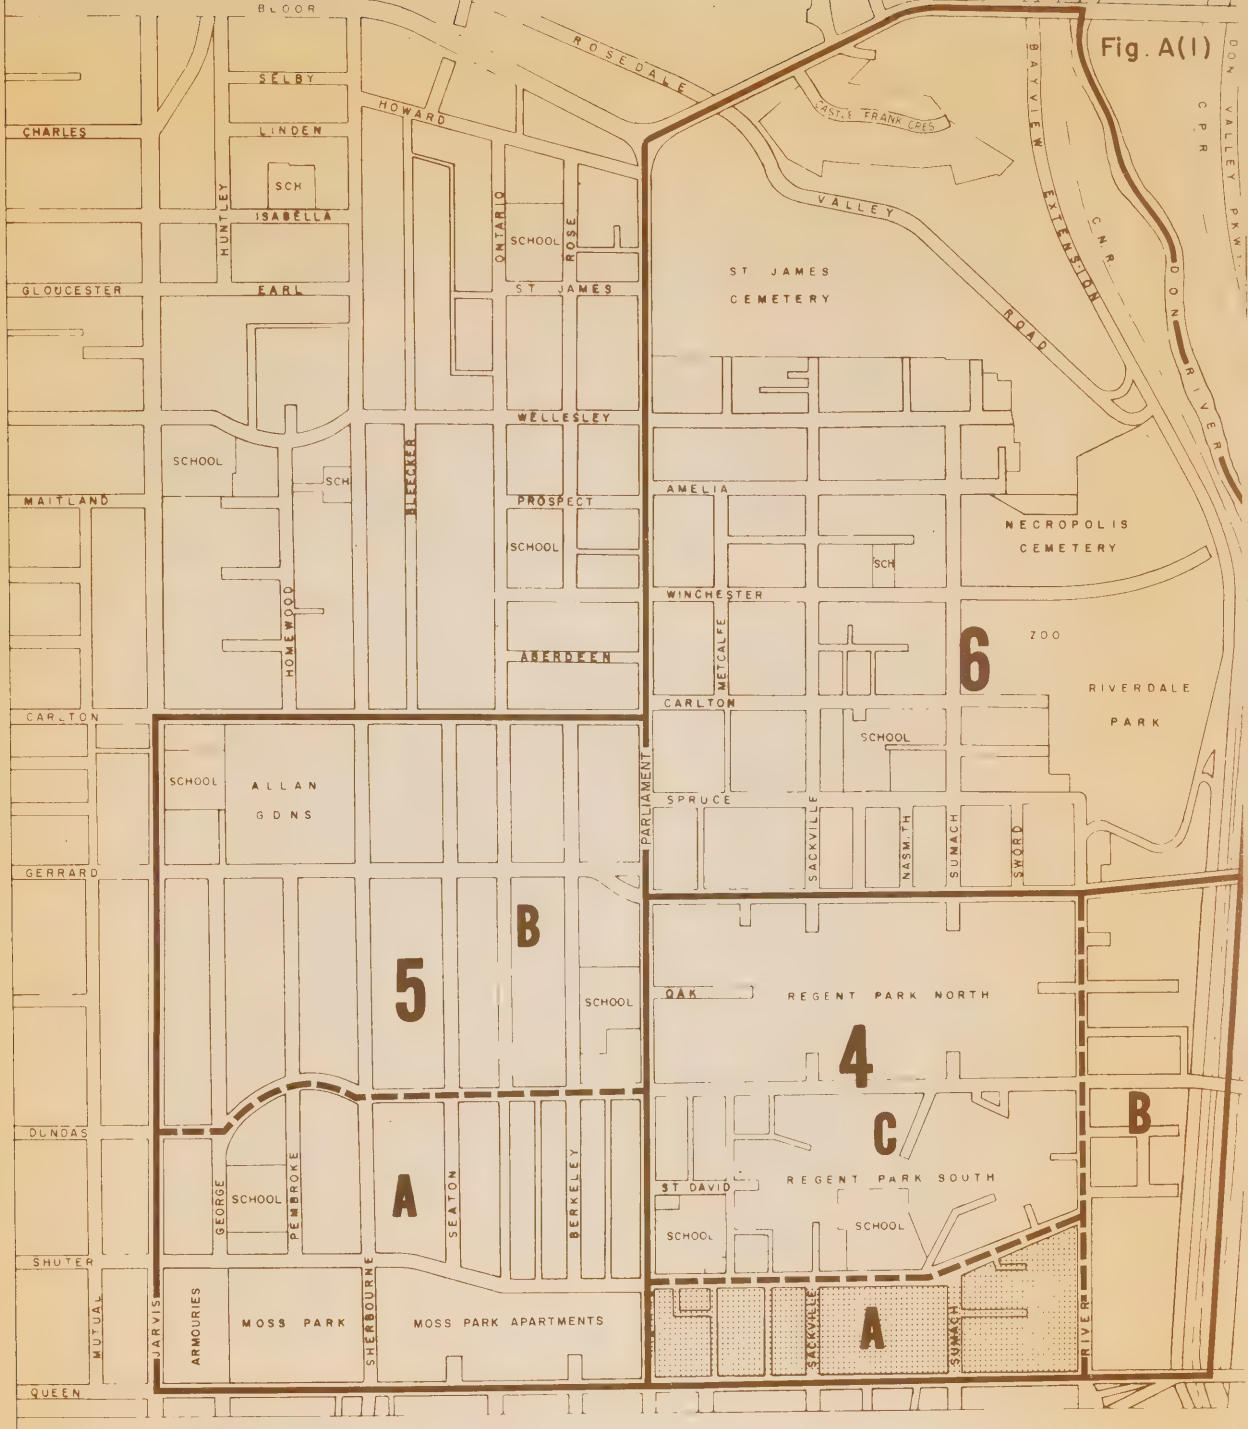 BLOOR
Fig. A(1)
ROSEDALE
SELBY
HOWARD
CASTLE FRANK CRES
BAYVIEW EXTENSION
C P R
DON VALLEY PKWY.
CHARLES
LINDEN
SCH
HUNTLEY
ISABELLA
ONTARIO
SCHOOL
ROSE
VALLEY
C.N.R
ST JAMES
CEMETERY
DON RIVER
GLOUCESTER
EARL
ST JAMES
ROAD
WELLESLEY
BLEECKER
SCHOOL
SCH
AMELIA
MAITLAND
PROSPECT
NECROPOLIS
CEMETERY
SCHOOL
SCH
HOMEWOOD
WINCHESTER
METCALFE
6
ZOO
ABERDEEN
RIVERDALE
PARK
CARLTON
CARLTON
SCHOOL
PARLIAMENT
SCHOOL
ALLAN
GDNS
SPRUCE
SACKVILLE
NASM.TH
SUMACH
SWORD
GERRARD
B
5
SCHOOL
OAK
REGENT PARK NORTH
4
B
C
DUNDAS
GEORGE
SCHOOL
PEMBROKE
A
SEATON
BERKELEY
ST DAVID
REGENT PARK SOUTH
SCHOOL
SCHOOL
SHUTER
MUTUAL
JARVIS
ARMOURIES
MOSS PARK
SHERBOURNE
MOSS PARK APARTMENTS
SACKVILLE
A
SUMACH
RIVER
QUEEN